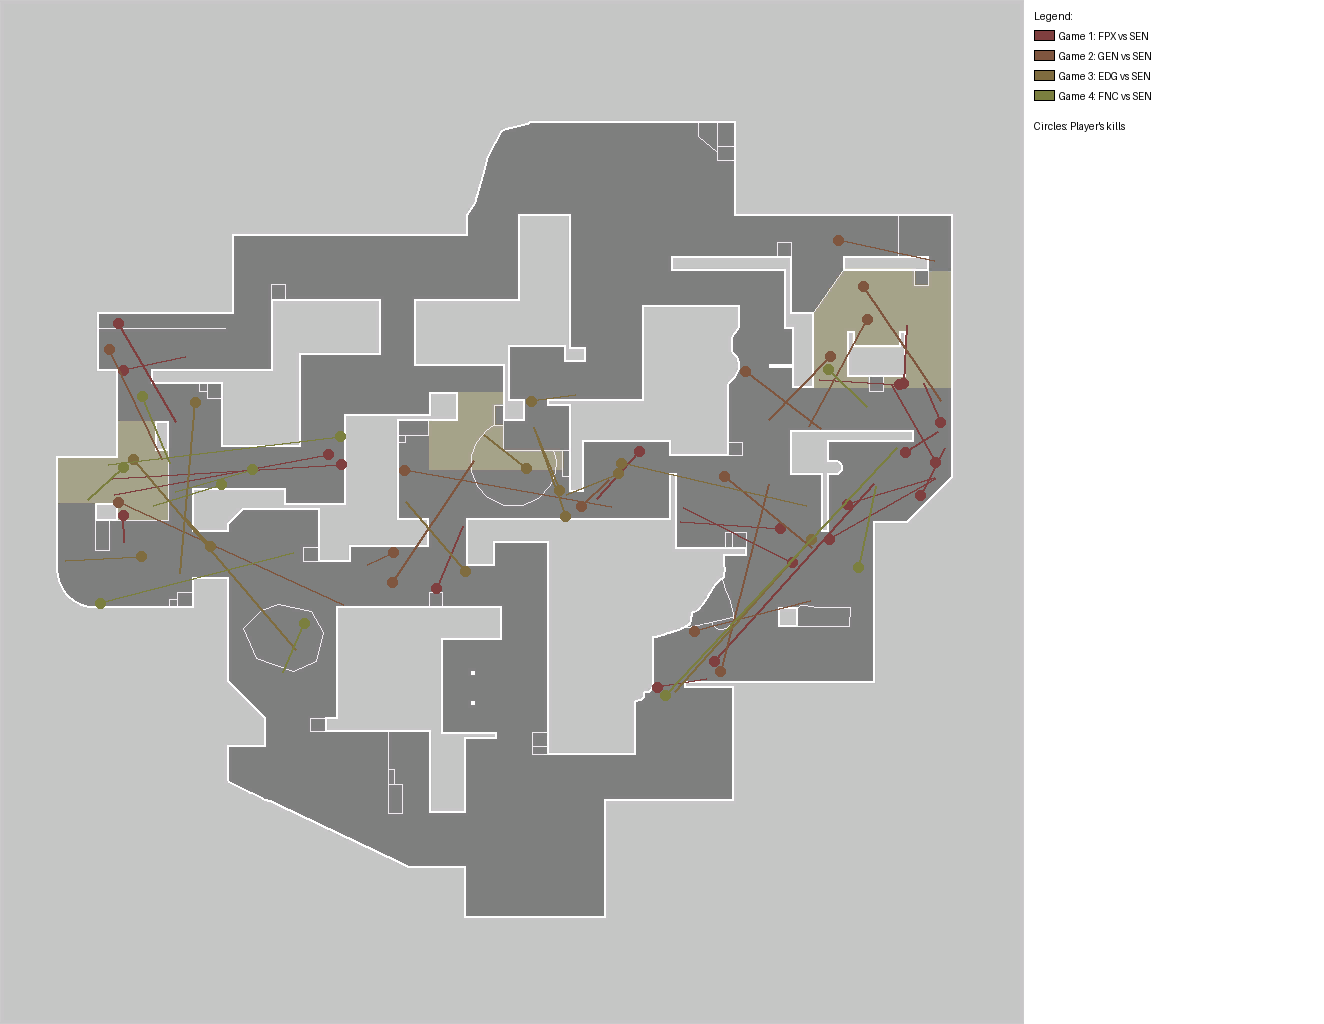 Legend:
Game 1: FPX vs SEN
Game 2: GEN vs SEN
Game 3: EDG vs SEN
Game 4: FNC vs SEN
Circles: Player's kills